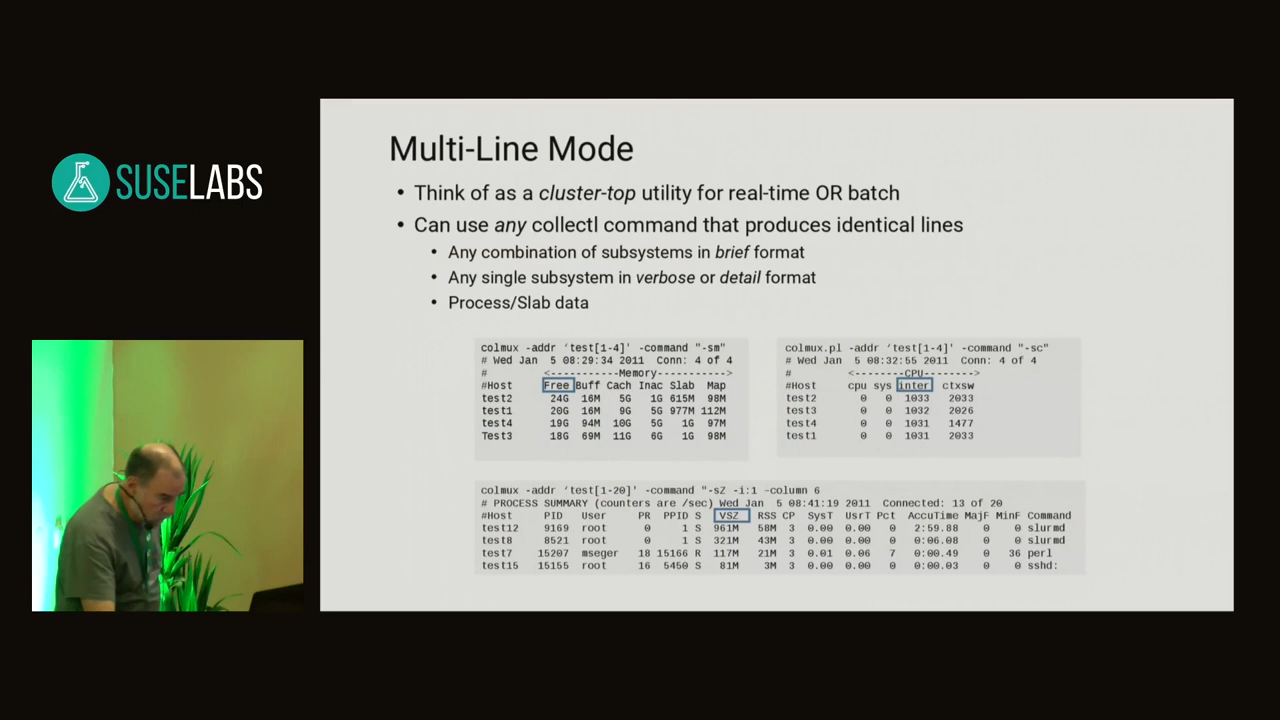 SUSELABS
Multi-Line Mode
• Think of as a cluster-top utility for real-time OR batch
• Can use any collectl command that produces identical lines
• Any combination of subsystems in brief format
• Any single subsystem in verbose or detail format
• Process/Slab data
colmux -addr ‘test[1-4]' -command "-sm"
# Wed Jan  5 08:29:34 2011  Conn: 4 of 4
#        <----------Memory----------->
#Host    Free Buff Cach Inac Slab  Map
test2     24G  16M   5G   1G 615M  98M
test1     20G  16M   9G   5G 977M 112M
test4     19G  94M  10G   5G   1G  97M
Test3     18G  69M  11G   6G   1G  98M
colmux.pl -addr ‘test[1-4]' -command "-sc"
# Wed Jan  5 08:32:55 2011  Conn: 4 of 4
#        <--------CPU-------->
#Host    cpu sys inter  ctxsw
test2      0   0  1033   2033
test3      0   0  1032   2026
test4      0   0  1031   1477
test1      0   0  1031   2033
colmux -addr ‘test[1-20]' -command "-sZ -i:1 –column 6
# PROCESS SUMMARY (counters are /sec) Wed Jan  5 08:41:19 2011  Connected: 13 of 20
#Host     PID   User     PR  PPID S   VSZ   RSS CP  SysT  UsrT Pct  AccuTime MajF MinF Command
test12   9169  root      0     1 S  961M   58M  3  0.00  0.00   0   2:59.88    0    0 slurmd
test8    8521  root      0     1 S  321M   43M  3  0.00  0.00   0   0:06.08    0    0 slurmd
test7   15207  mseger   18 15166 R  117M   21M  3  0.01  0.06   7   0:00.49    0   36 perl
test15  15155  root     16  5450 S   81M    3M  3  0.00  0.00   0   0:00.03    0    0 sshd: